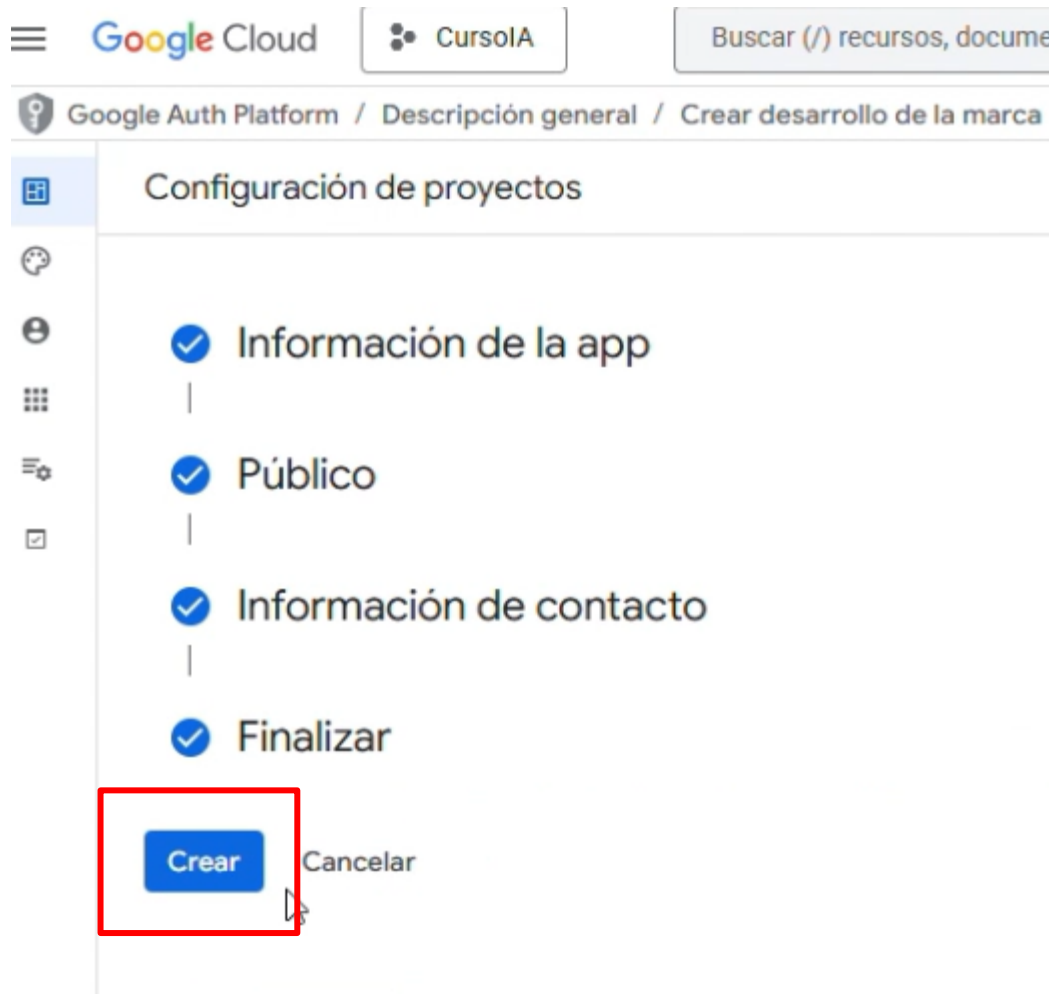 Google Cloud CursoIA Buscar (/) recursos, docume
Google Auth Platform / Descripción general / Crear desarrollo de la marca
Configuración de proyectos
Información de la app
Público
Información de contacto
Finalizar
Crear Cancelar